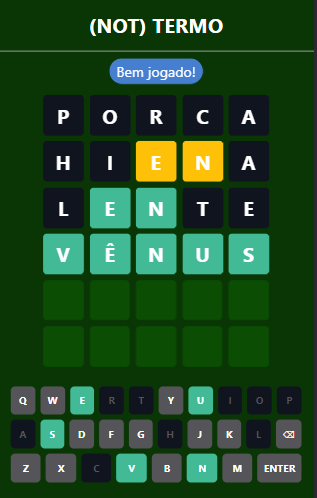 (NOT) TERMO
Bem jogado!
P O R C A
H I E N A
L E N T E
V Ê N U S
Q W E R T Y U I O P
A S D F G H J K L ⌫
Z X C V B N M ENTER